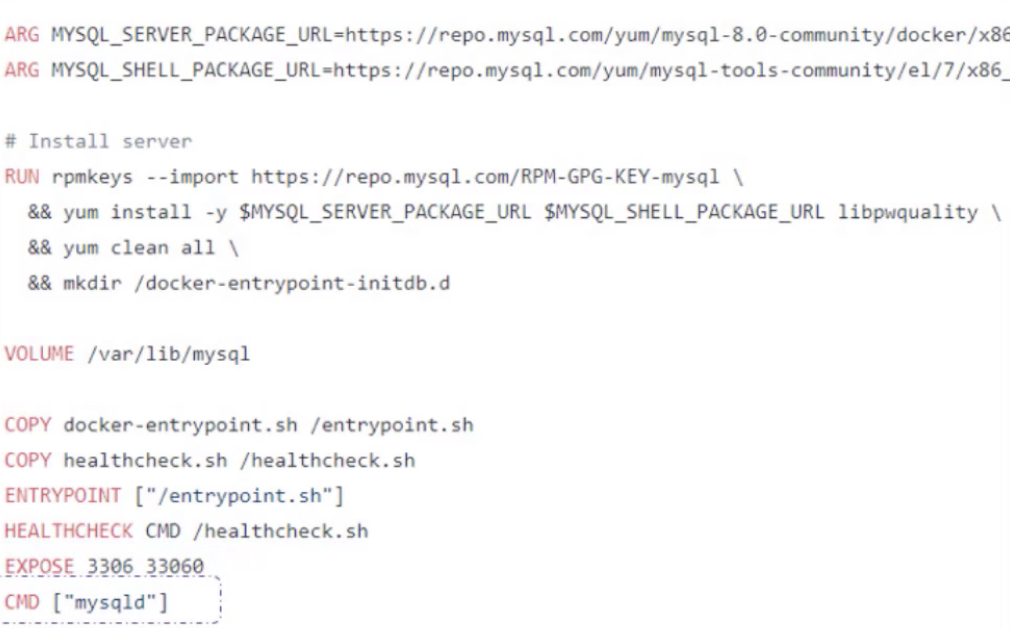 ARG MYSQL_SERVER_PACKAGE_URL=https://repo.mysql.com/yum/mysql-8.0-community/docker/x86
ARG MYSQL_SHELL_PACKAGE_URL=https://repo.mysql.com/yum/mysql-tools-community/el/7/x86_
# Install server
RUN rpmkeys --import https://repo.mysql.com/RPM-GPG-KEY-mysql \
&& yum install -y $MYSQL_SERVER_PACKAGE_URL $MYSQL_SHELL_PACKAGE_URL libpwquality \
&& yum clean all \
&& mkdir /docker-entrypoint-initdb.d
VOLUME /var/lib/mysql
COPY docker-entrypoint.sh /entrypoint.sh
COPY healthcheck.sh /healthcheck.sh
ENTRYPOINT ["/entrypoint.sh"]
HEALTHCHECK CMD /healthcheck.sh
EXPOSE 3306 33060
CMD ["mysqld"]